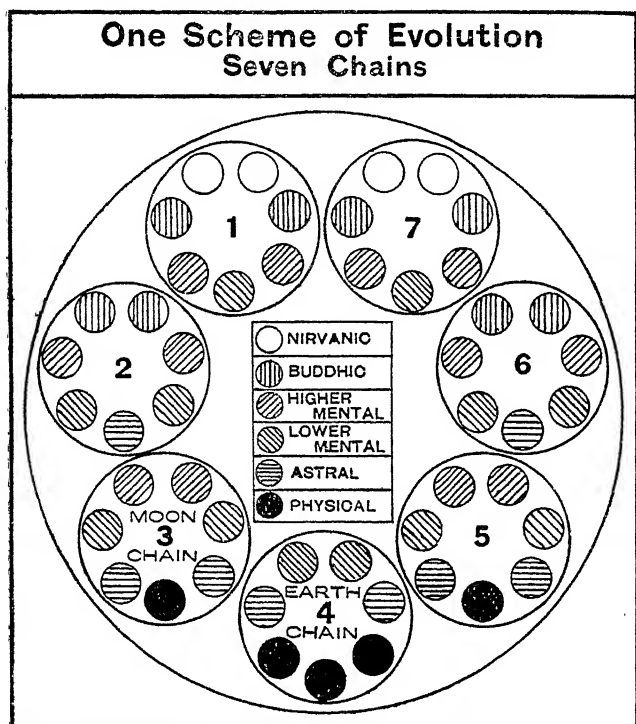 One Scheme of Evolution
Seven Chains
1
7
2
6
NIRVANIC
BUDDHIC
HIGHER
MENTAL
LOWER
MENTAL
ASTRAL
PHYSICAL
MOON
3
CHAIN
5
EARTH
4
CHAIN